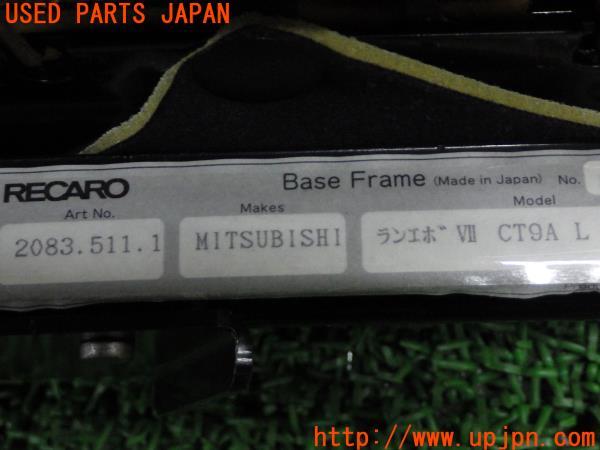 USED PARTS JAPAN
RECARO Base Frame (Made in Japan) No.
Art No. Makes Model
2083.511.1 MITSUBISHI ランエボ Ⅶ CT9A L
http://www.upjpn.com/